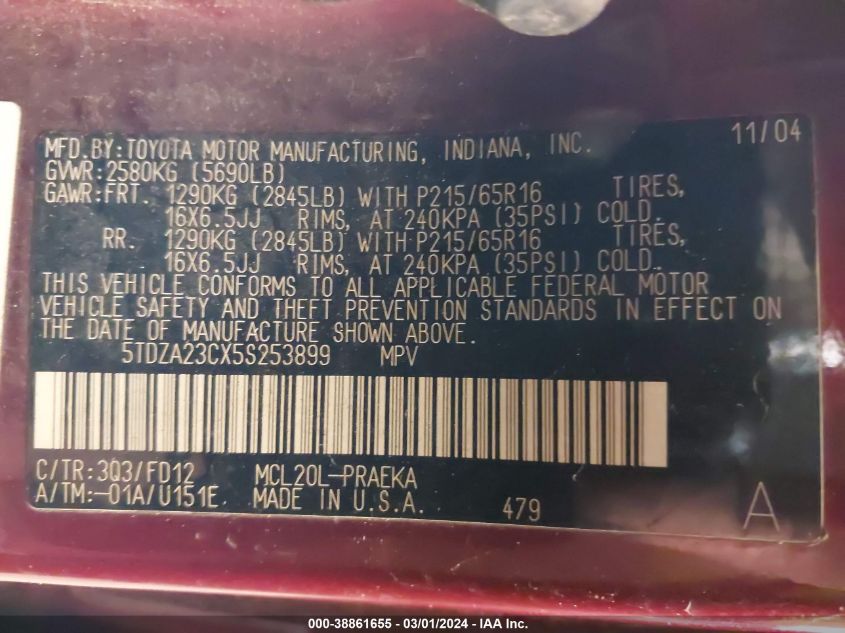 MFD. BY: TOYOTA MOTOR MANUFACTURING, INDIANA, INC. 11/04
GVWR: 2580KG (5690LB)
GAWR: FRT. 1290KG (2845LB) WITH P215/65R16 TIRES,
16X6.5JJ RIMS, AT 240KPA (35PSI) COLD.
RR. 1290KG (2845LB) WITH P215/65R16 TIRES,
16X6.5JJ RIMS, AT 240KPA (35PSI) COLD.
THIS VEHICLE CONFORMS TO ALL APPLICABLE FEDERAL MOTOR
VEHICLE SAFETY AND THEFT PREVENTION STANDARDS IN EFFECT ON
THE DATE OF MANUFACTURE SHOWN ABOVE.
5TDZA23CX5S253899 MPV
C/TR: 3Q3/FD12 MCL20L-PRAEKA
A/TM: -01A/U151E MADE IN U.S.A. 479 A
000-38861655 - 03/01/2024 - IAA Inc.